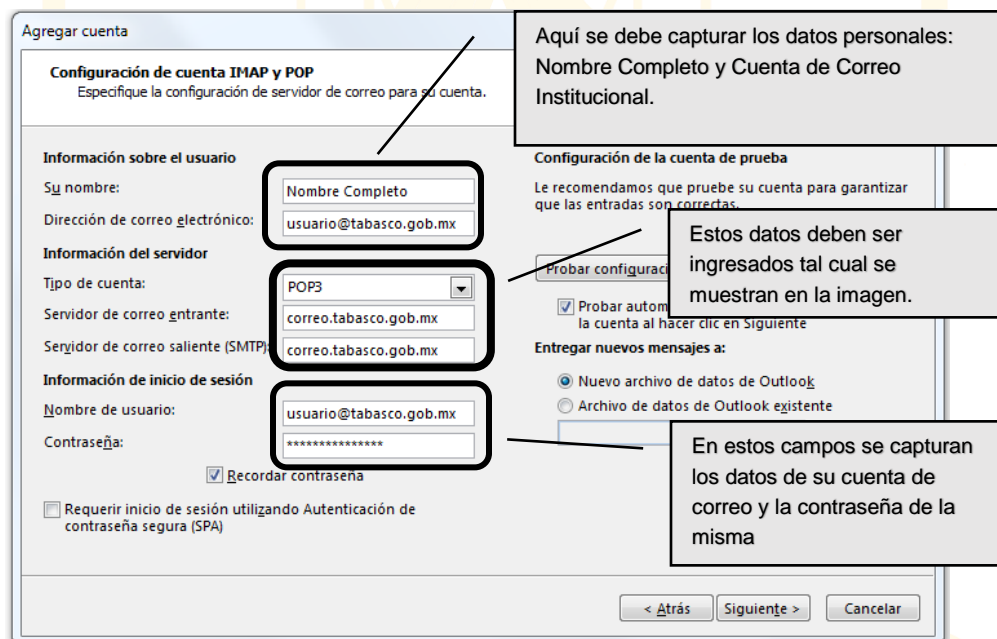 Agregar cuenta
Configuración de cuenta IMAP y POP
Especifique la configuración de servidor de correo para su cuenta.
Aquí se debe capturar los datos personales:
Nombre Completo y Cuenta de Correo
Institucional.
Información sobre el usuario
Su nombre:
Nombre Completo
Dirección de correo electrónico:
usuario@tabasco.gob.mx
Información del servidor
Tipo de cuenta:
POP3
Servidor de correo entrante:
correo.tabasco.gob.mx
Servidor de correo saliente (SMTP):
correo.tabasco.gob.mx
Información de inicio de sesión
Nombre de usuario:
usuario@tabasco.gob.mx
Contraseña:
***************
Recordar contraseña
Requerir inicio de sesión utilizando Autenticación de
contraseña segura (SPA)
Configuración de la cuenta de prueba
Le recomendamos que pruebe su cuenta para garantizar
que las entradas son correctas.
Estos datos deben ser
ingresados tal cual se
muestran en la imagen.
Probar
Probar
la cuenta al hacer clic en Siguiente
Entregar nuevos mensajes a:
Nuevo archivo de datos de Outlook
Archivo de datos de Outlook existente
En estos campos se capturan
los datos de su cuenta de
correo y la contraseña de la
misma
< Atrás
Siguiente >
Cancelar